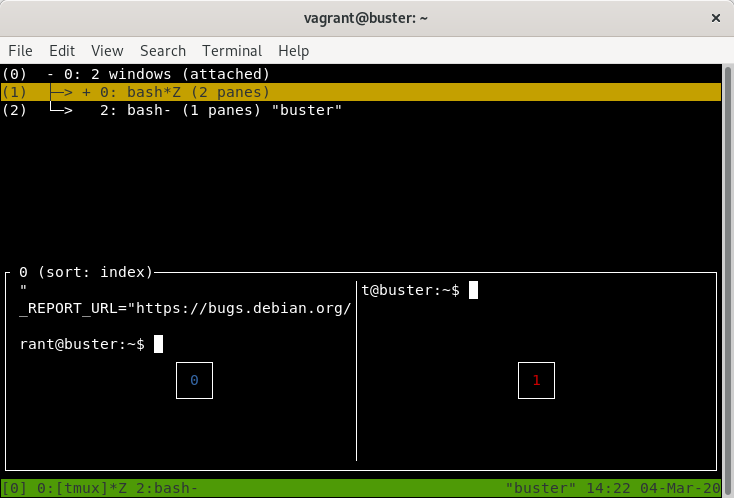 vagrant@buster: ~
File Edit View Search Terminal Help
(0) - 0: 2 windows (attached)
(1) ├─> + 0: bash*Z (2 panes)
(2) └─> 2: bash- (1 panes) "buster"
0 (sort: index)
"
_REPORT_URL="https://bugs.debian.org/
rant@buster:~$
0
t@buster:~$
1
[0] 0:[tmux]*Z 2:bash- "buster" 14:22 04-Mar-20